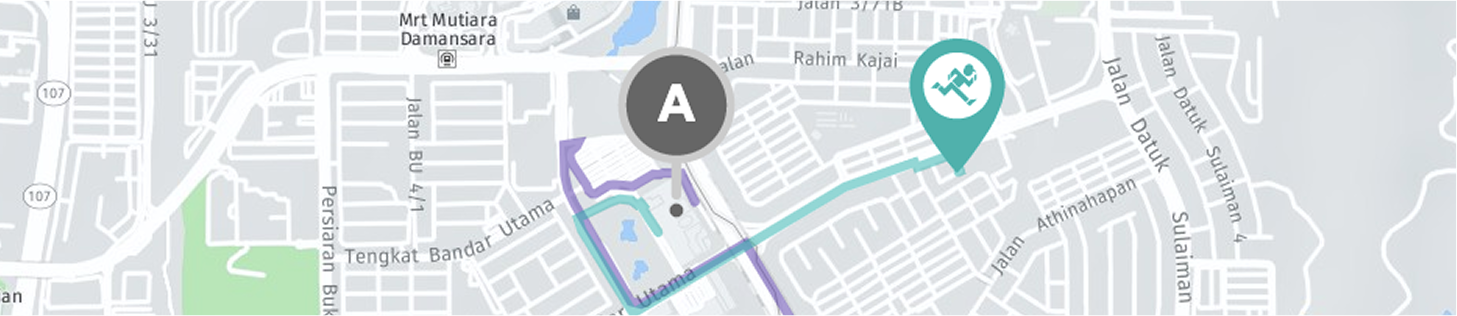 J 3/31
Mrt Mutiara
Damansara
Jalan 3/71B
Jalan
Rahim Kajai
A
107
107
Jalan BU 4/1
Persiaran Buk
Tengkat Bandar Utama
Utama
Jalan Datuk Sulaiman
Jalan Datuk Sulaiman 4
Jalan Athinahapan
an